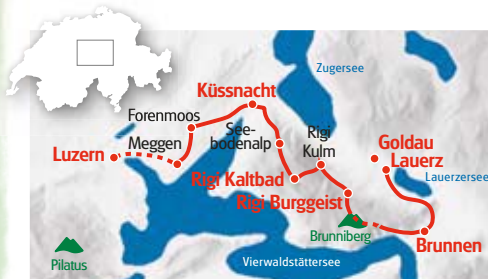 Zugersee
Küssnacht
Forenmoos
Meggen
See-
bodenalp
Rigi
Kulm
Luzern
Goldau
Lauerz
Lauerzersee
Rigi Kaltbad
Rigi Burggeist
Brunniberg
Brunnen
Pilatus
Vierwaldstättersee